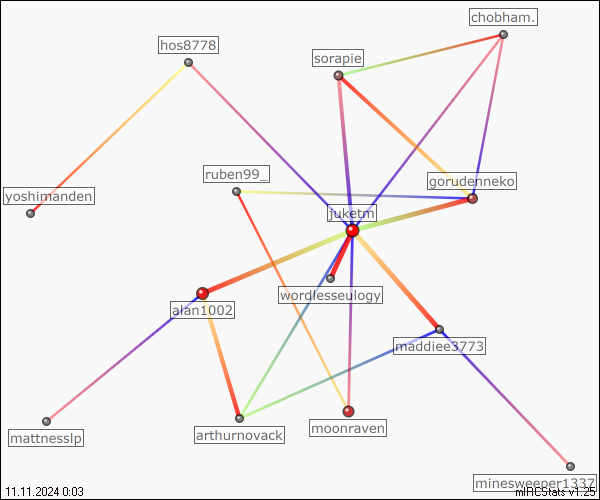 chobham.
hos8778
sorapie
ruben99_
gorudenneko
yoshimanden
juketm
wordlesseulogy
alan1002
maddiee3773
moonraven
arthurnovack
mattnesslp
minesweeper1337
11.11.2024 0:03
mIRCStats v1.25